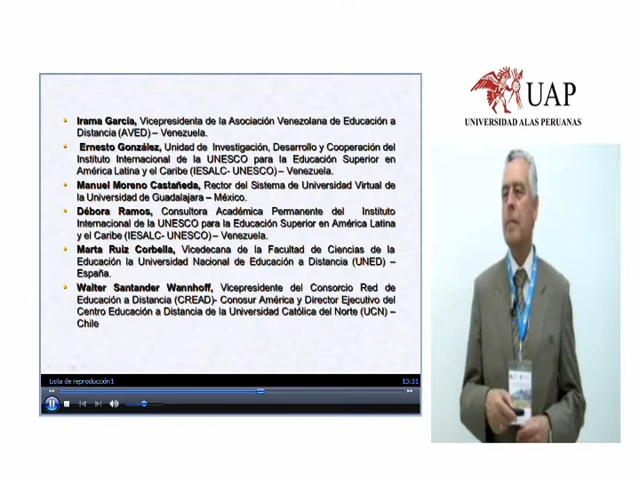 • Irama García, Vicepresidenta de la Asociación Venezolana de Educación a
Distancia (AVED) – Venezuela.
• Ernesto González, Unidad de Investigación, Desarrollo y Cooperación del
Instituto Internacional de la UNESCO para la Educación Superior en
América Latina y el Caribe (IESALC- UNESCO) – Venezuela.
• Manuel Moreno Castañeda, Rector del Sistema de Universidad Virtual de
la Universidad de Guadalajara – México.
• Débora Ramos, Consultora Académica Permanente del Instituto
Internacional de la UNESCO para la Educación Superior en América Latina
y el Caribe (IESALC- UNESCO) – Venezuela.
• Marta Ruiz Corbella, Vicedecana de la Facultad de Ciencias de la
Educación la Universidad Nacional de Educación a Distancia (UNED) –
España.
• Walter Santander Wannhoff, Vicepresidente del Consorcio Red de
Educación a Distancia (CREAD)- Conosur América y Director Ejecutivo del
Centro Educación a Distancia de la Universidad Católica del Norte (UCN) –
Chile
Lista de reproducción1
13:31
UAP
UNIVERSIDAD ALAS PERUANAS